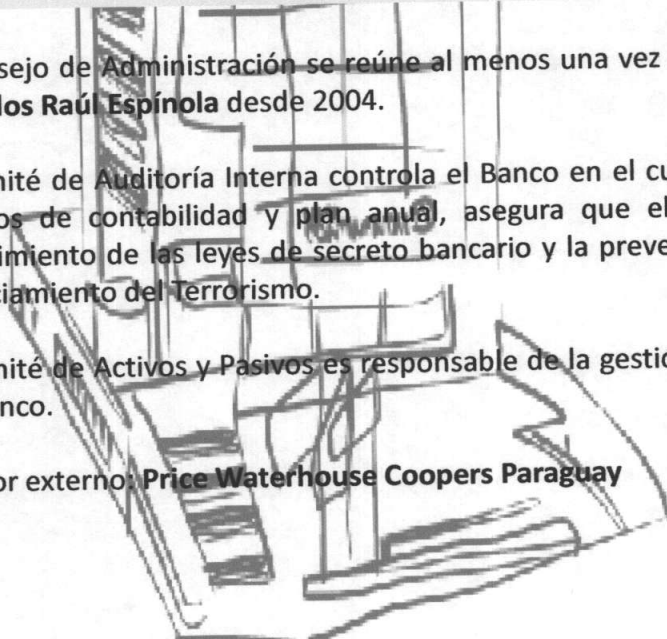 sejo de Administración se reúne al menos una vez
los Raúl Espínola desde 2004.
nité de Auditoría Interna controla el Banco en el cu
os de contabilidad y plan anual, asegura que el
imiento de las leyes de secreto bancario y la preve
ciamiento del Terrorismo.
nité de Activos y Pasivos es responsable de la gestió
nco.
or externo: Price Waterhouse Coopers Paraguay